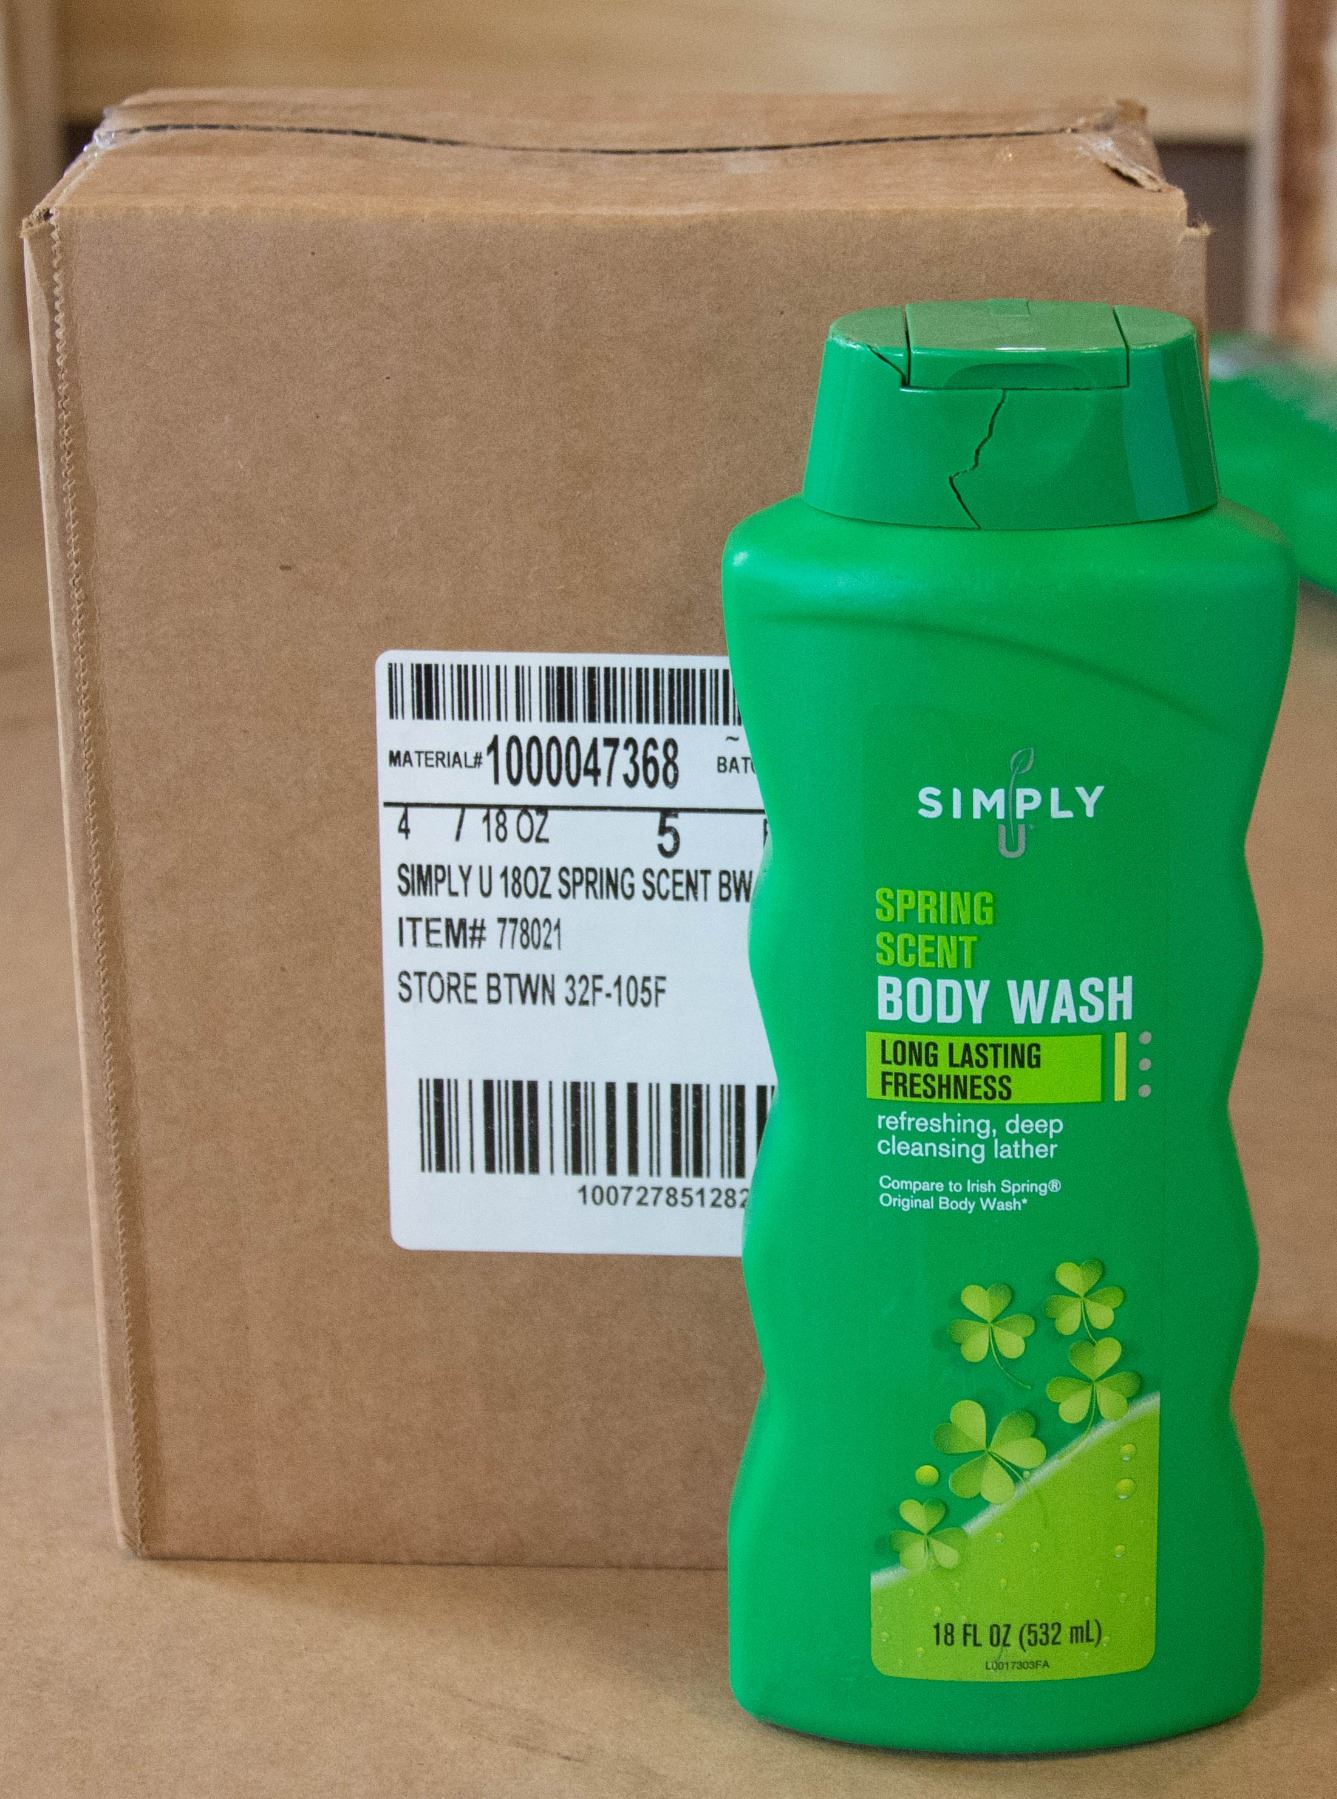 MATERIAL# 1000047368
4 / 18 OZ 5
SIMPLY U 18OZ SPRING SCENT BW
ITEM# 778021
STORE BTWN 32F-105F
100727851282
SIMPLY
U
SPRING
SCENT
BODY WASH
LONG LASTING
FRESHNESS
refreshing, deep
cleansing lather
Compare to Irish Spring®
Original Body Wash*
18 FL OZ (532 mL)
L0017303FA